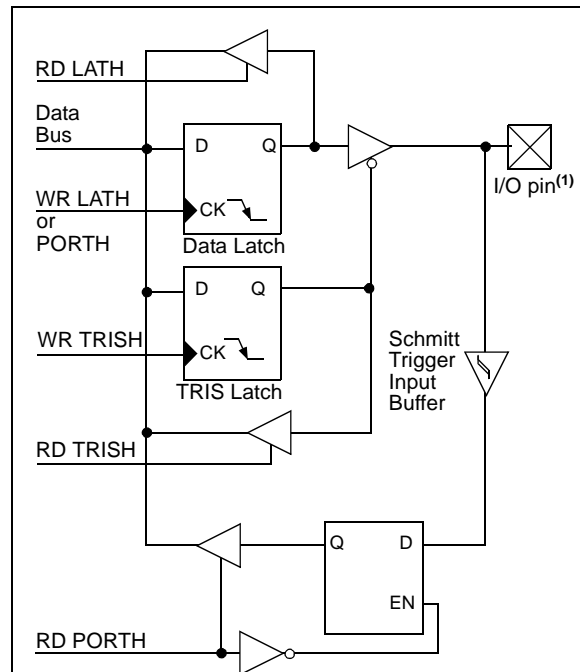 RD LATH
Data
Bus
D
Q
I/O pin(1)
WR LATH
or
PORTH
CK
Data Latch
D
Q
WR TRISH
CK
TRIS Latch
Schmitt
Trigger
Input
Buffer
RD TRISH
Q
D
EN
RD PORTH